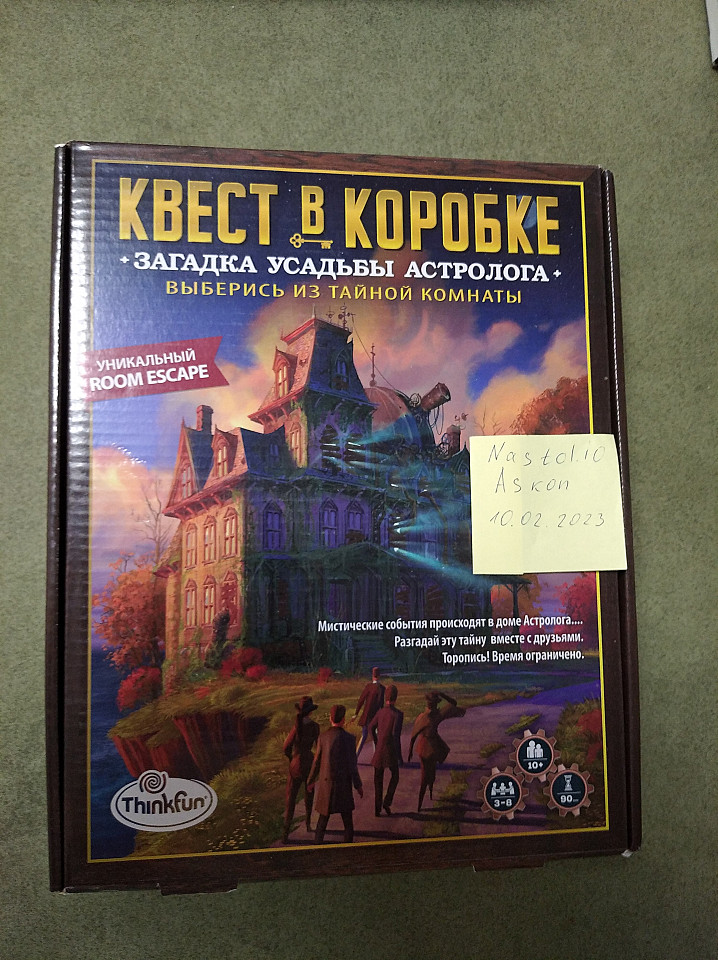 КВЕСТ В КОРОБКЕ
ЗАГАДКА УСАДЬБЫ АСТРОЛОГА
ВЫБЕРИСЬ ИЗ ТАЙНОЙ КОМНАТЫ
УНИКАЛЬНЫЙ
ROOM ESCAPE
Nastol.io
Askon
10.02.2023
Мистические события происходят в доме Астролога....
Разгадай эту тайну вместе с друзьями.
Торопись! Время ограничено.
10+
3-8
90
Thinkfun®